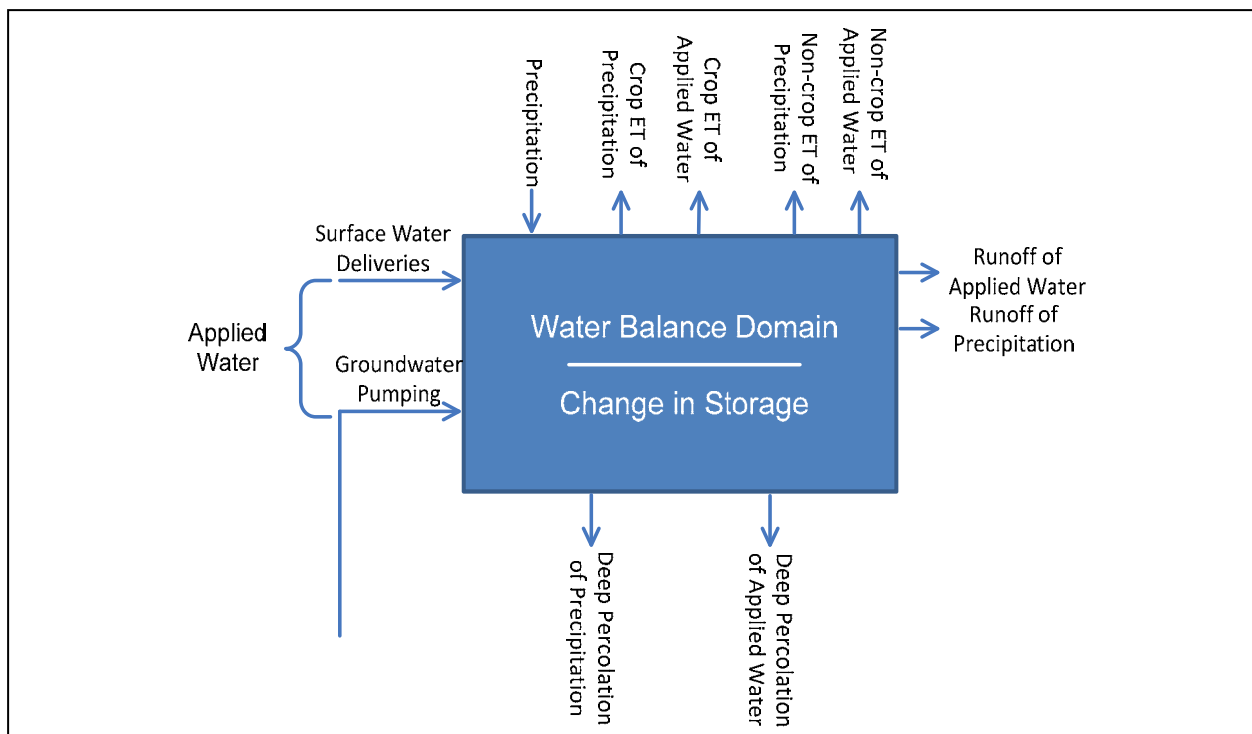 Precipitation
Crop ET of
Precipitation
Crop ET of
Applied Water
Non-crop ET of
Precipitation
Non-crop ET of
Applied Water
Surface Water
Deliveries
Applied
Water
Groundwater
Pumping
Water Balance Domain
Change in Storage
Runoff of
Applied Water
Runoff of
Precipitation
Deep Percolation
of Precipitation
Deep Percolation
of Applied Water